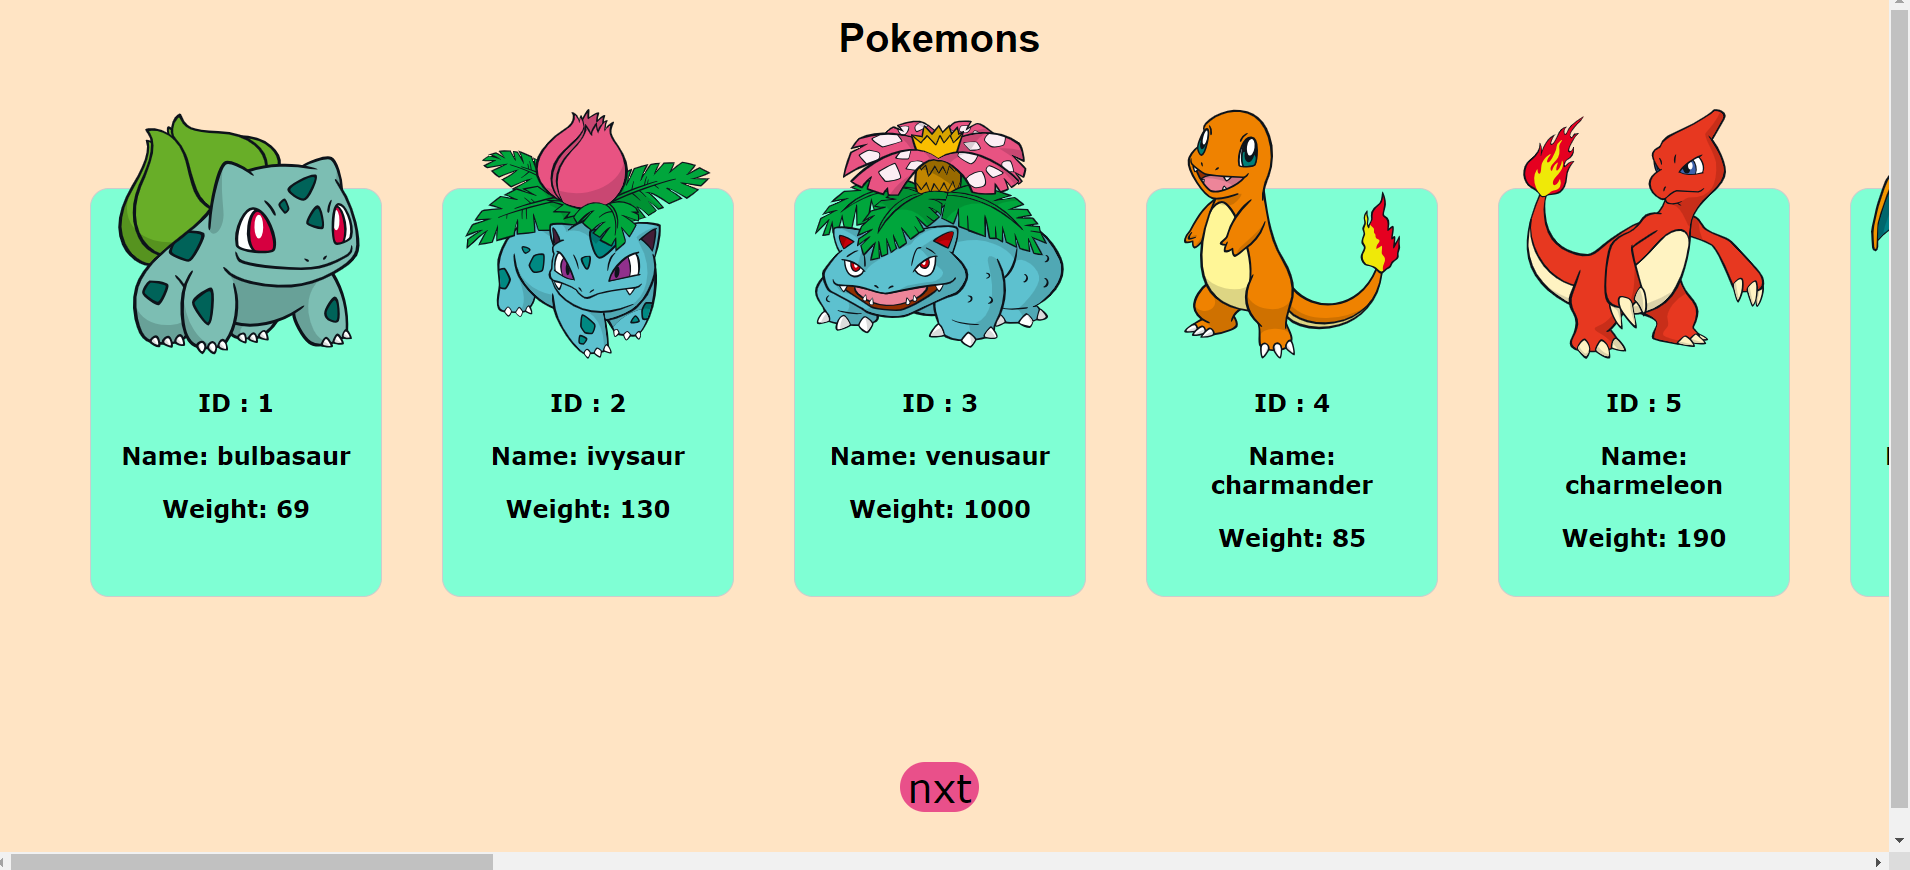 Pokemons
ID : 1
Name: bulbasaur
Weight: 69
ID : 2
Name: ivysaur
Weight: 130
ID : 3
Name: venusaur
Weight: 1000
ID : 4
Name:
charmander
Weight: 85
ID : 5
Name:
charmeleon
Weight: 190
nxt